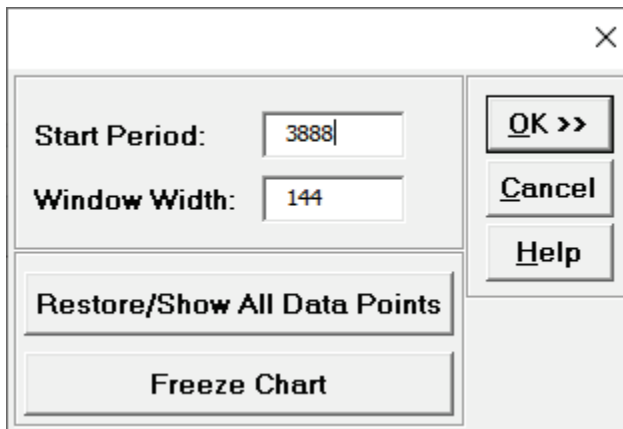 Start Period: 3888
Window Width: 144
OK >>
Cancel
Help
Restore/Show All Data Points
Freeze Chart